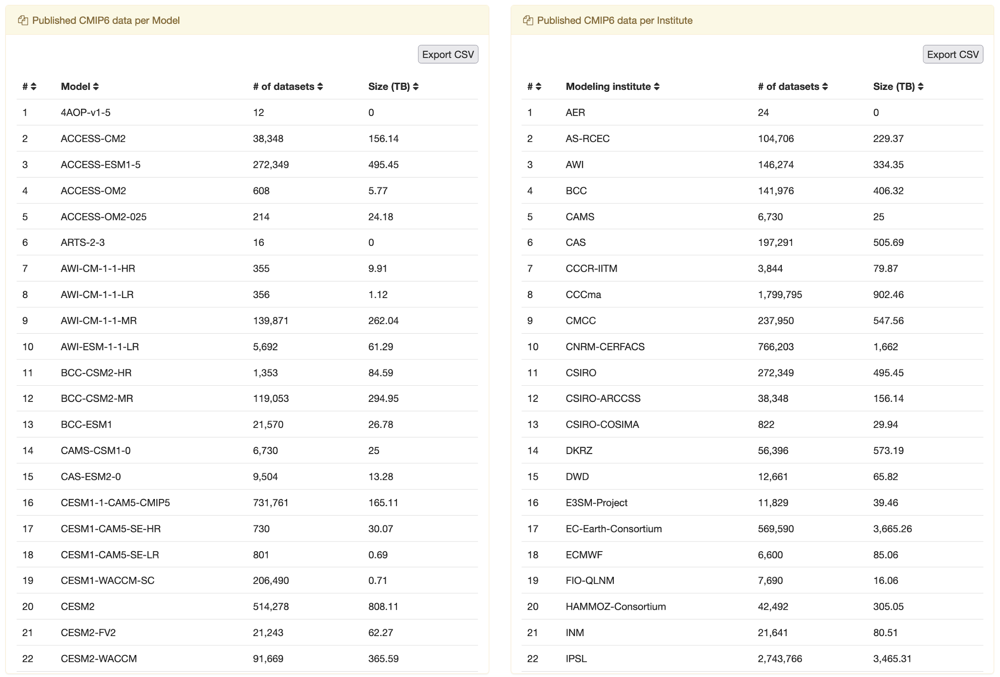 Published CMIP6 data per Model
Export CSV
# Model # of datasets Size (TB)
1 4AOP-v1-5 12 0
2 ACCESS-CM2 38,348 156.14
3 ACCESS-ESM1-5 272,349 495.45
4 ACCESS-OM2 608 5.77
5 ACCESS-OM2-025 214 24.18
6 ARTS-2-3 16 0
7 AWI-CM-1-1-HR 355 9.91
8 AWI-CM-1-1-LR 356 1.12
9 AWI-CM-1-1-MR 139,871 262.04
10 AWI-ESM-1-1-LR 5,692 61.29
11 BCC-CSM2-HR 1,353 84.59
12 BCC-CSM2-MR 119,053 294.95
13 BCC-ESM1 21,570 26.78
14 CAMS-CSM1-0 6,730 25
15 CAS-ESM2-0 9,504 13.28
16 CESM1-1-CAM5-CMIP5 731,761 165.11
17 CESM1-CAM5-SE-HR 730 30.07
18 CESM1-CAM5-SE-LR 801 0.69
19 CESM1-WACCM-SC 206,490 0.71
20 CESM2 514,278 808.11
21 CESM2-FV2 21,243 62.27
22 CESM2-WACCM 91,669 365.59
Published CMIP6 data per Institute
Export CSV
# Modeling institute # of datasets Size (TB)
1 AER 24 0
2 AS-RCEC 104,706 229.37
3 AWI 146,274 334.35
4 BCC 141,976 406.32
5 CAMS 6,730 25
6 CAS 197,291 505.69
7 CCCR-IITM 3,844 79.87
8 CCCma 1,799,795 902.46
9 CMCC 237,950 547.56
10 CNRM-CERFACS 766,203 1,662
11 CSIRO 272,349 495.45
12 CSIRO-ARCCSS 38,348 156.14
13 CSIRO-COSIMA 822 29.94
14 DKRZ 56,396 573.19
15 DWD 12,661 65.82
16 E3SM-Project 11,829 39.46
17 EC-Earth-Consortium 569,590 3,665.26
18 ECMWF 6,600 85.06
19 FIO-QLNM 7,690 16.06
20 HAMMOZ-Consortium 42,492 305.05
21 INM 21,641 80.51
22 IPSL 2,743,766 3,465.31